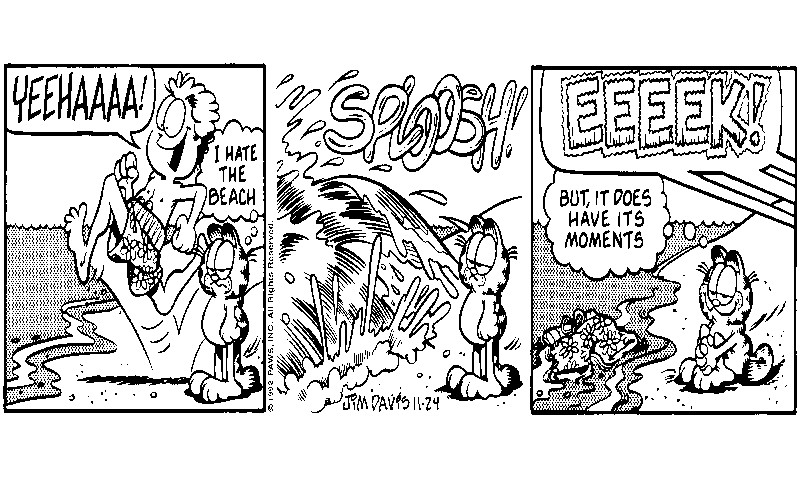 YEEHAAAA!
I HATE
THE
BEACH
© 1992 PAWS, INC. All Rights Reserved.
SPLOOSH!
JIM DAVIS 11-24
EEEEEK!
BUT, IT DOES
HAVE ITS
MOMENTS